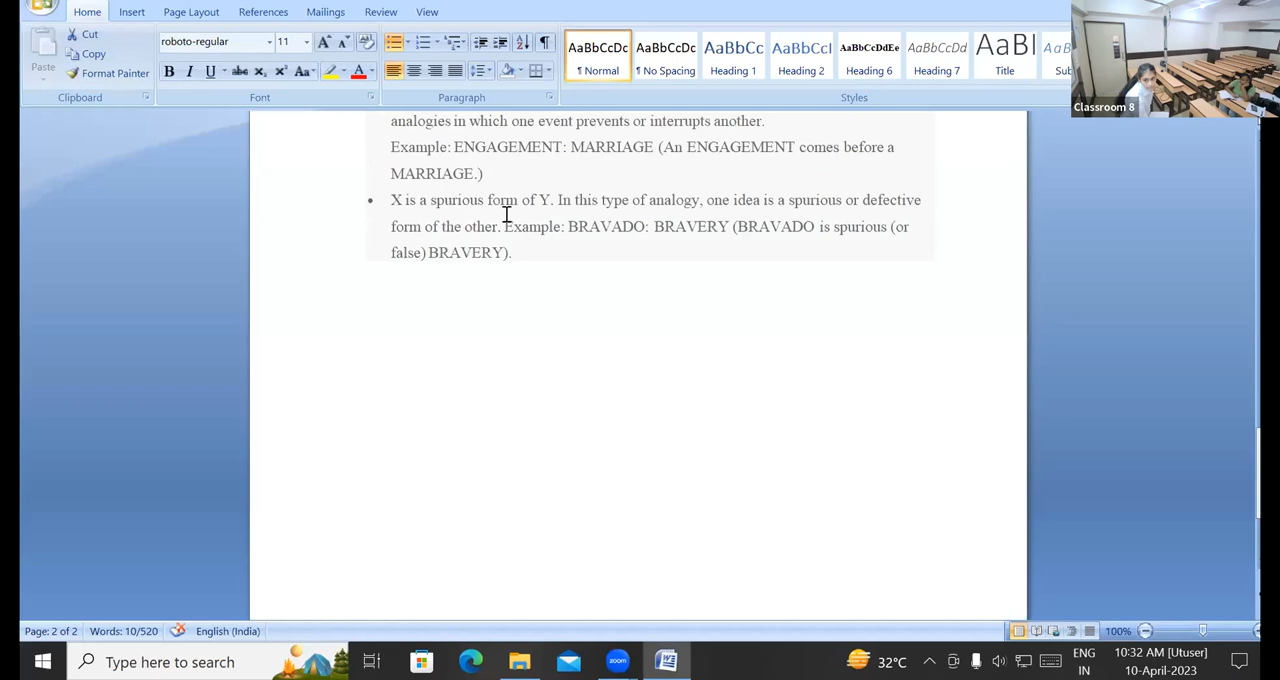 Home Insert Page Layout References Mailings Review View
Cut
Copy
Format Painter
Paste
Clipboard
roboto-regular 11
Font
Paragraph
AaBbCcDc AaBbCcDc AaBbCc AaBbCcI AaBbCcDdEe AaBbCcDd AaBl
¶ Normal ¶ No Spacing Heading 1 Heading 2 Heading 6 Heading 7 Title
Styles
Classroom 8
analogies in which one event prevents or interrupts another.
Example: ENGAGEMENT: MARRIAGE (An ENGAGEMENT comes before a
MARRIAGE.)
• X is a spurious form of Y. In this type of analogy, one idea is a spurious or defective
form of the other. Example: BRAVADO: BRAVERY (BRAVADO is spurious (or
false) BRAVERY).
Page: 2 of 2 Words: 10/520 English (India) 100%
Type here to search
zoom
32°C
ENG
IN
10:32 AM [Utuser]
10-April-2023